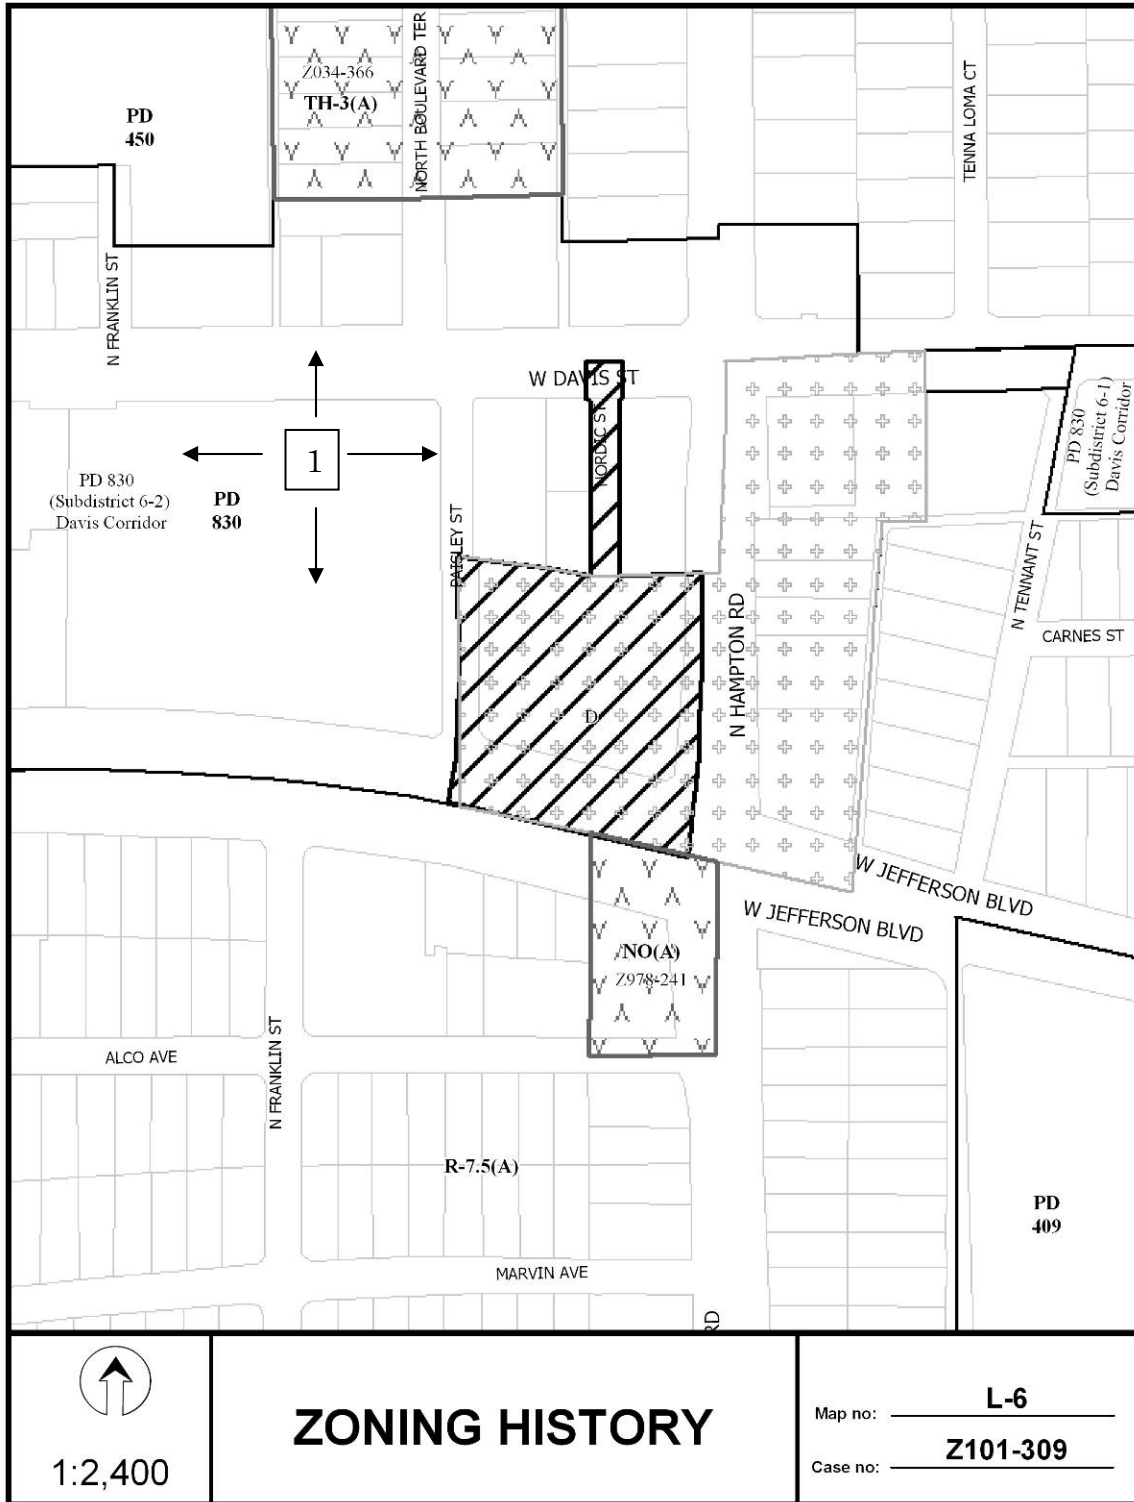 NORTH BOULEVARD TER
Z034-366
TH-3(A)
PD
450
TENNA LOMA CT
N FRANKLIN ST
W DAVIS ST
NORDIC ST
PD 830
(Subdistrict 6-1)
Davis Corridor
1
PD 830
(Subdistrict 6-2)
Davis Corridor
PD
830
PAISLEY ST
N HAMPTON RD
N TENNANT ST
CARNES ST
D
W JEFFERSON BLVD
W JEFFERSON BLVD
NO(A)
Z978-241
ALCO AVE
N FRANKLIN ST
R-7.5(A)
PD
409
MARVIN AVE
RD
1:2,400
ZONING HISTORY
Map no: L-6
Case no: Z101-309